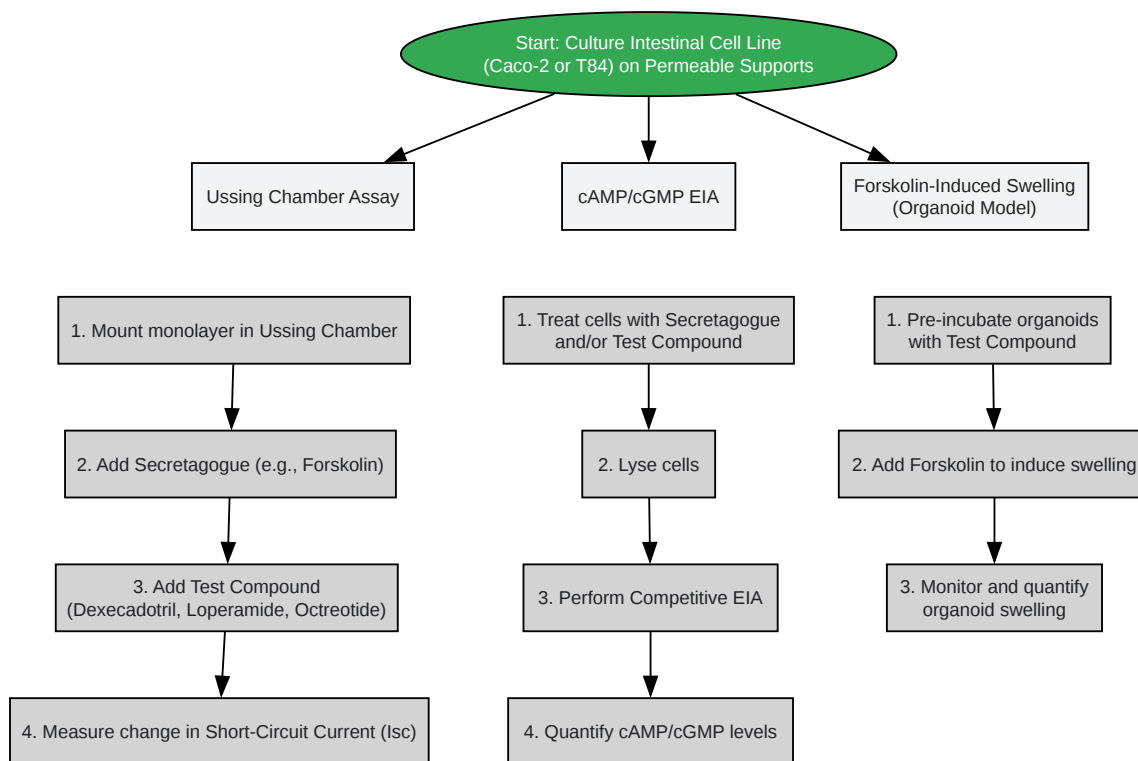 Start: Culture Intestinal Cell Line
(Caco-2 or T84) on Permeable Supports
Ussing Chamber Assay
cAMP/cGMP EIA
Forskolin-Induced Swelling
(Organoid Model)
1. Mount monolayer in Ussing Chamber
2. Add Secretagogue (e.g., Forskolin)
3. Add Test Compound
(Dexecadotril, Loperamide, Octreotide)
4. Measure change in Short-Circuit Current (Isc)
1. Treat cells with Secretagogue
and/or Test Compound
2. Lyse cells
3. Perform Competitive EIA
4. Quantify cAMP/cGMP levels
1. Pre-incubate organoids
with Test Compound
2. Add Forskolin to induce swelling
3. Monitor and quantify
organoid swelling